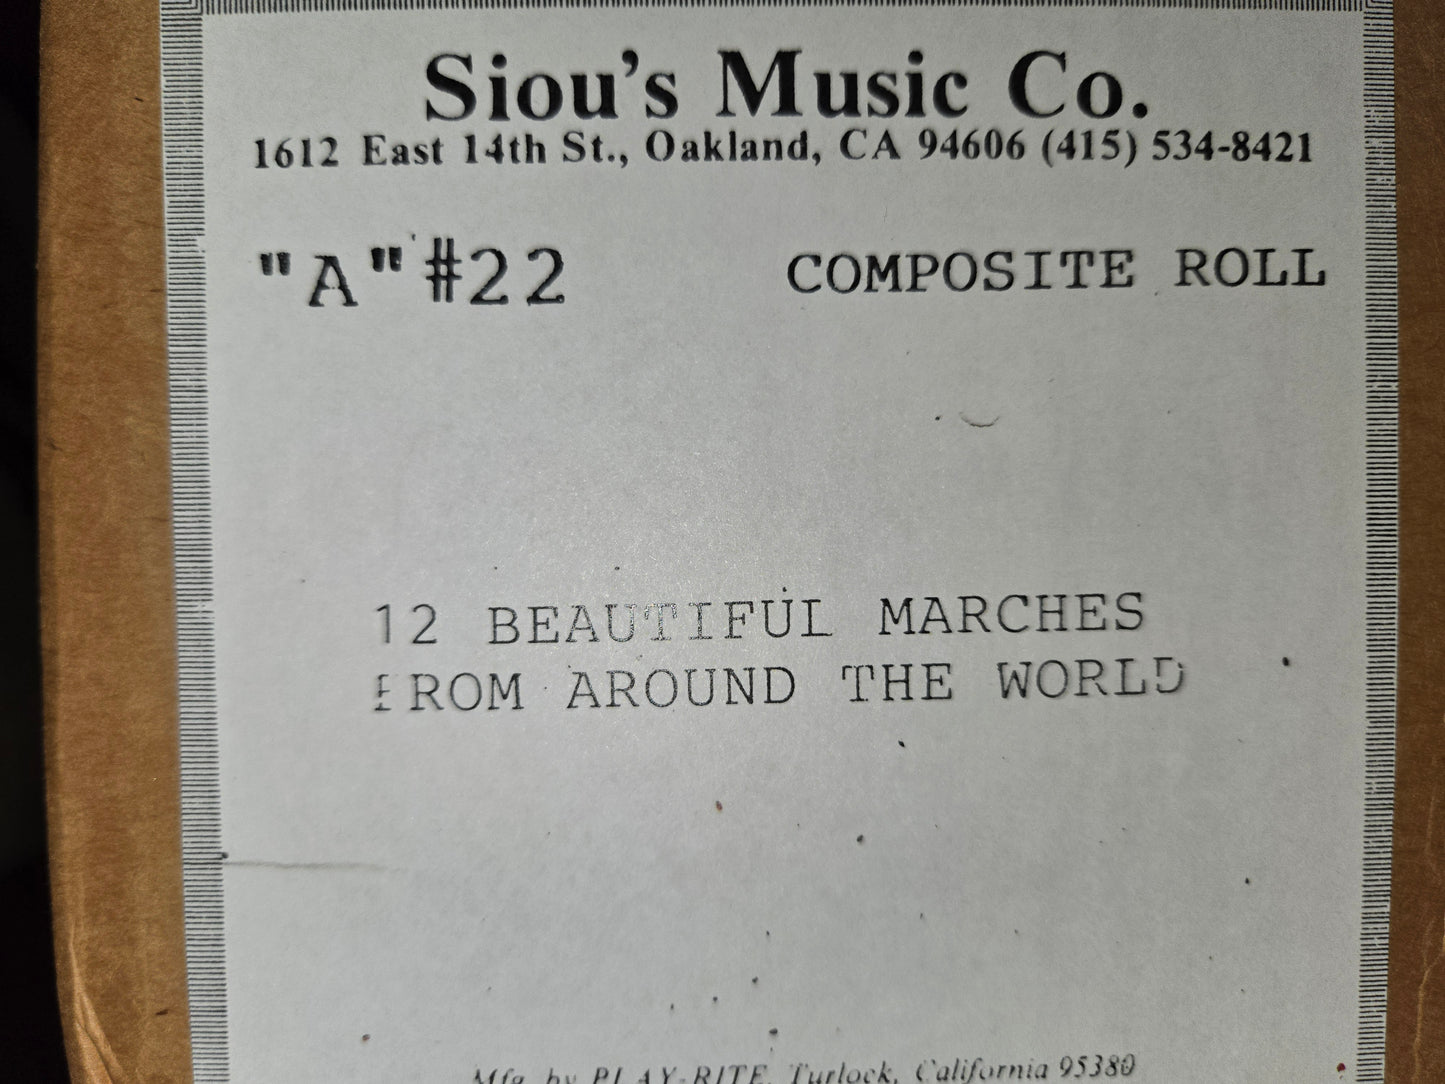 Siou's Music Co.
1612 East 14th St., Oakland, CA 94606 (415) 534-8421
"A" #22 COMPOSITE ROLL
12 BEAUTIFUL MARCHES
FROM AROUND THE WORLD
Mfg. by PLAY-RITE, Turlock, California 95380